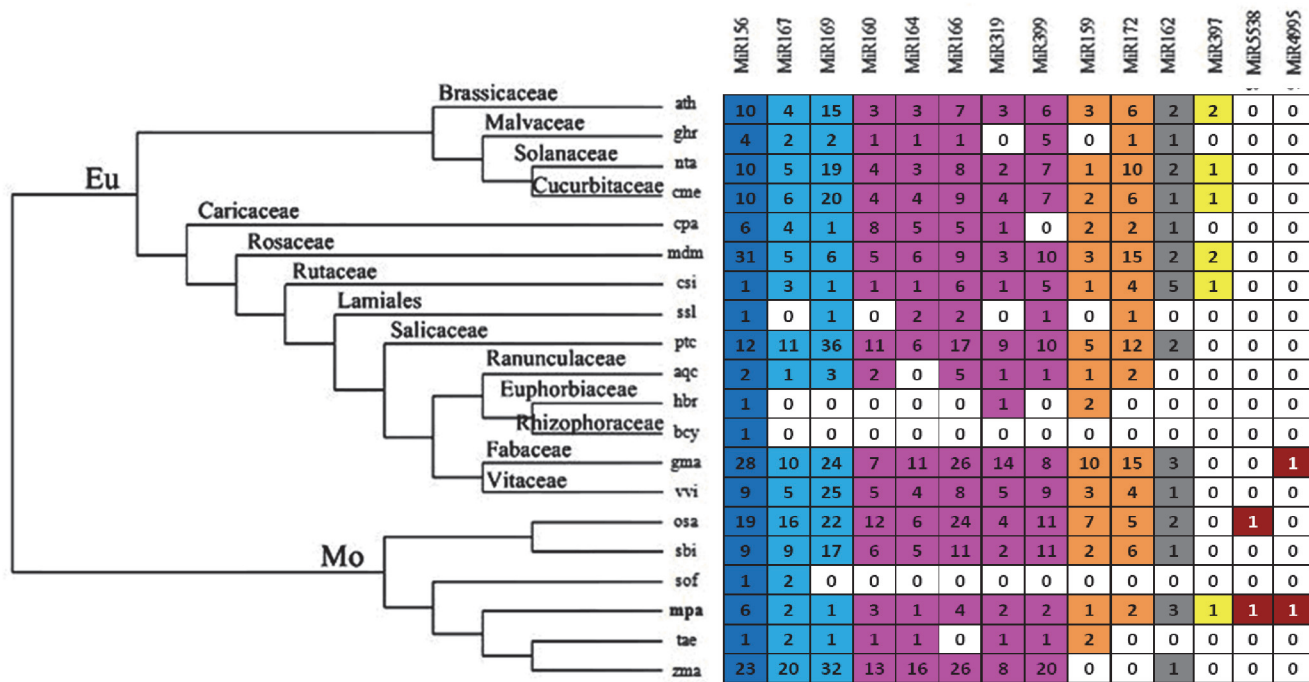 MiR156 MiR167 MiR169 MiR160 MiR164 MiR166 MiR319 MiR399 MiR159 MiR172 MiR162 MiR397 MiR5538 MiR4995
Eu
Brassicaceae
ath 10 4 15 3 3 7 3 6 3 6 2 2 0 0
Malvaceae
ghr 4 2 2 1 1 1 0 5 0 1 1 0 0 0
Solanaceae
nta 10 5 19 4 3 8 2 7 1 10 2 1 0 0
Cucurbitaceae
cme 10 6 20 4 4 9 4 7 2 6 1 1 0 0
Caricaceae
cpa 6 4 1 8 5 5 1 0 2 2 1 0 0 0
Rosaceae
mdm 31 5 6 5 6 9 3 10 3 15 2 2 0 0
Rutaceae
csi 1 3 1 1 1 6 1 5 1 4 5 1 0 0
Lamiales
ssl 1 0 1 0 2 2 0 1 0 1 0 0 0 0
Salicaceae
ptc 12 11 36 11 6 17 9 10 5 12 2 0 0 0
Ranunculaceae
aqc 2 1 3 2 0 5 1 1 1 2 0 0 0 0
Euphorbiaceae
hbr 1 0 0 0 0 0 1 0 2 0 0 0 0 0
Rhizophoraceae
bcy 1 0 0 0 0 0 0 0 0 0 0 0 0 0
Fabaceae
gma 28 10 24 7 11 26 14 8 10 15 3 0 0 1
Vitaceae
vvi 9 5 25 5 4 8 5 9 3 4 1 0 0 0
Mo
osa 19 16 22 12 6 24 4 11 7 5 2 0 1 0
sbi 9 9 17 6 5 11 2 11 2 6 1 0 0 0
sof 1 2 0 0 0 0 0 0 0 0 0 0 0 0
mpa 6 2 1 3 1 4 2 2 1 2 3 1 1 1
tae 1 2 1 1 1 0 1 1 2 0 0 0 0 0
zma 23 20 32 13 16 26 8 20 0 0 1 0 0 0